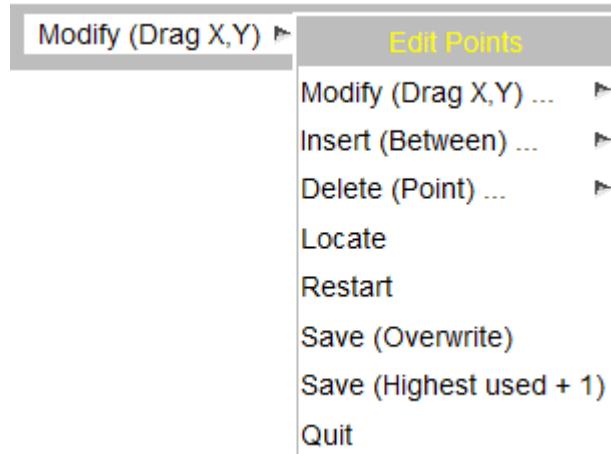 Modify (Drag X,Y)
Edit Points
Modify (Drag X,Y) ...
Insert (Between) ...
Delete (Point) ...
Locate
Restart
Save (Overwrite)
Save (Highest used + 1)
Quit